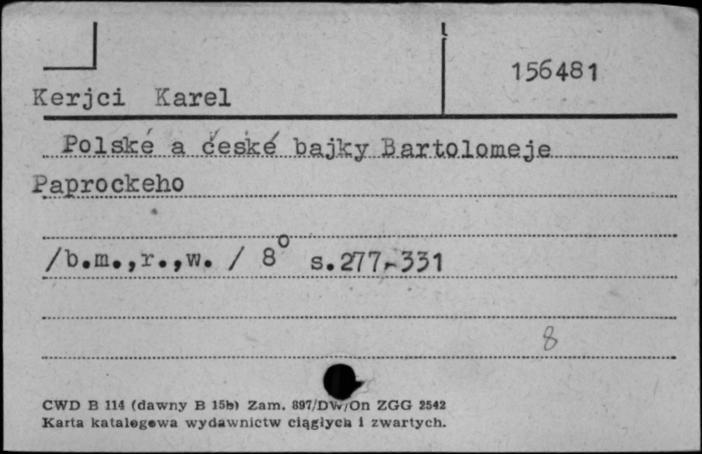 156481
Kerjci Karel
Polské a české bajky Bartolomeje
Paprockeho
/b.m.,r.,w. / 8° s.277-331
8
CWD B 114 (dawny B 15b) Zam. 897/DW/On ZGG 2542
Karta katalogowa wydawnictw ciągłych i zwartych.